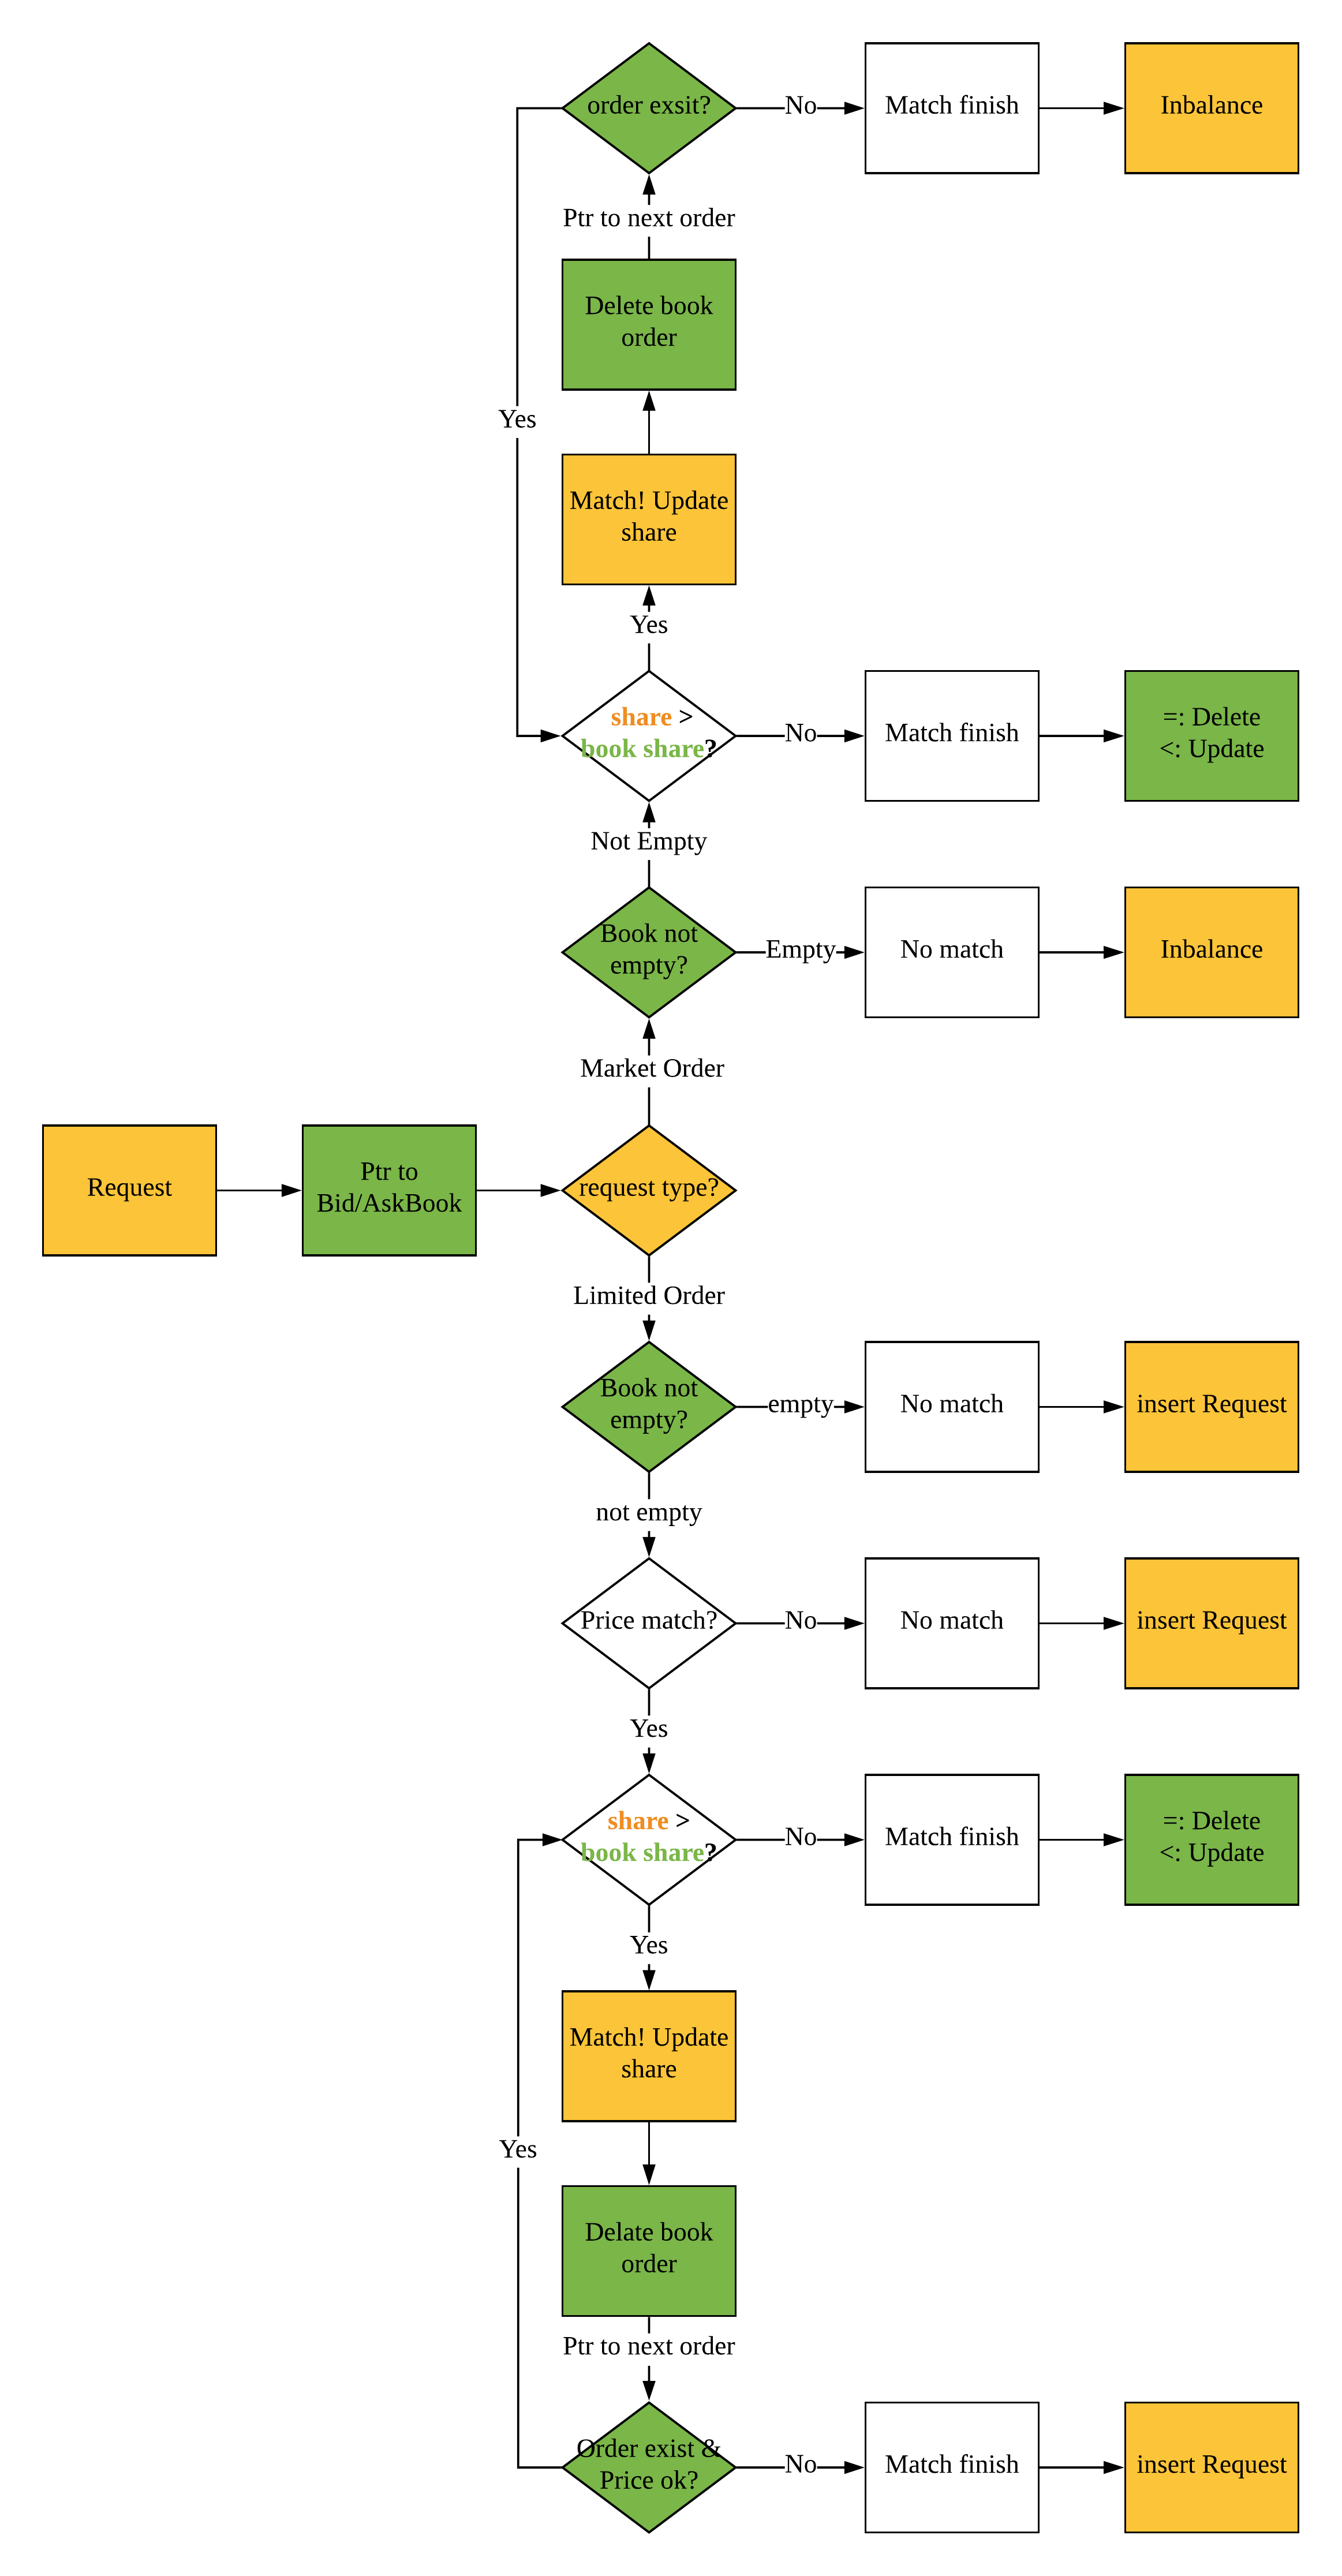 order exsit?
No
Match finish
Inbalance
Ptr to next order
Delete book
order
Yes
Match! Update
share
Yes
share >
book share?
No
Match finish
=: Delete
<: Update
Not Empty
Book not
empty?
Empty
No match
Inbalance
Market Order
Request
Ptr to
Bid/AskBook
request type?
Limited Order
Book not
empty?
empty
No match
insert Request
not empty
Price match?
No
No match
insert Request
Yes
share >
book share?
No
Match finish
=: Delete
<: Update
Yes
Match! Update
share
Yes
Delate book
order
Ptr to next order
Order exist &
Price ok?
No
Match finish
insert Request